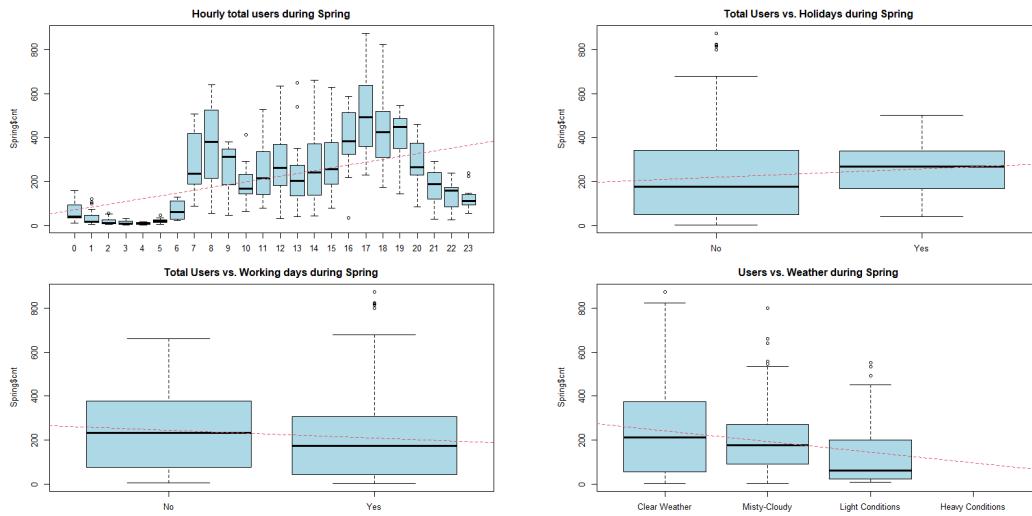 Hourly total users during Spring
Spring$cnt
800
600
400
200
0
0 1 2 3 4 5 6 7 8 9 10 11 12 13 14 15 16 17 18 19 20 21 22 23
Total Users vs. Holidays during Spring
Spring$cnt
800
600
400
200
0
No Yes
Total Users vs. Working days during Spring
Spring$cnt
800
600
400
200
0
No Yes
Users vs. Weather during Spring
Spring$cnt
800
600
400
200
0
Clear Weather Misty-Cloudy Light Conditions Heavy Conditions